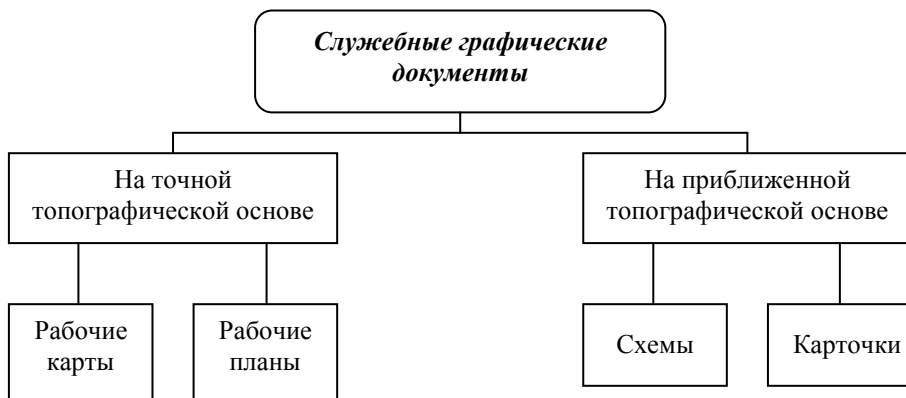 Служебные графические
документы
На точной
топографической основе
На приближенной
топографической основе
Рабочие
карты
Рабочие
планы
Схемы
Карточки